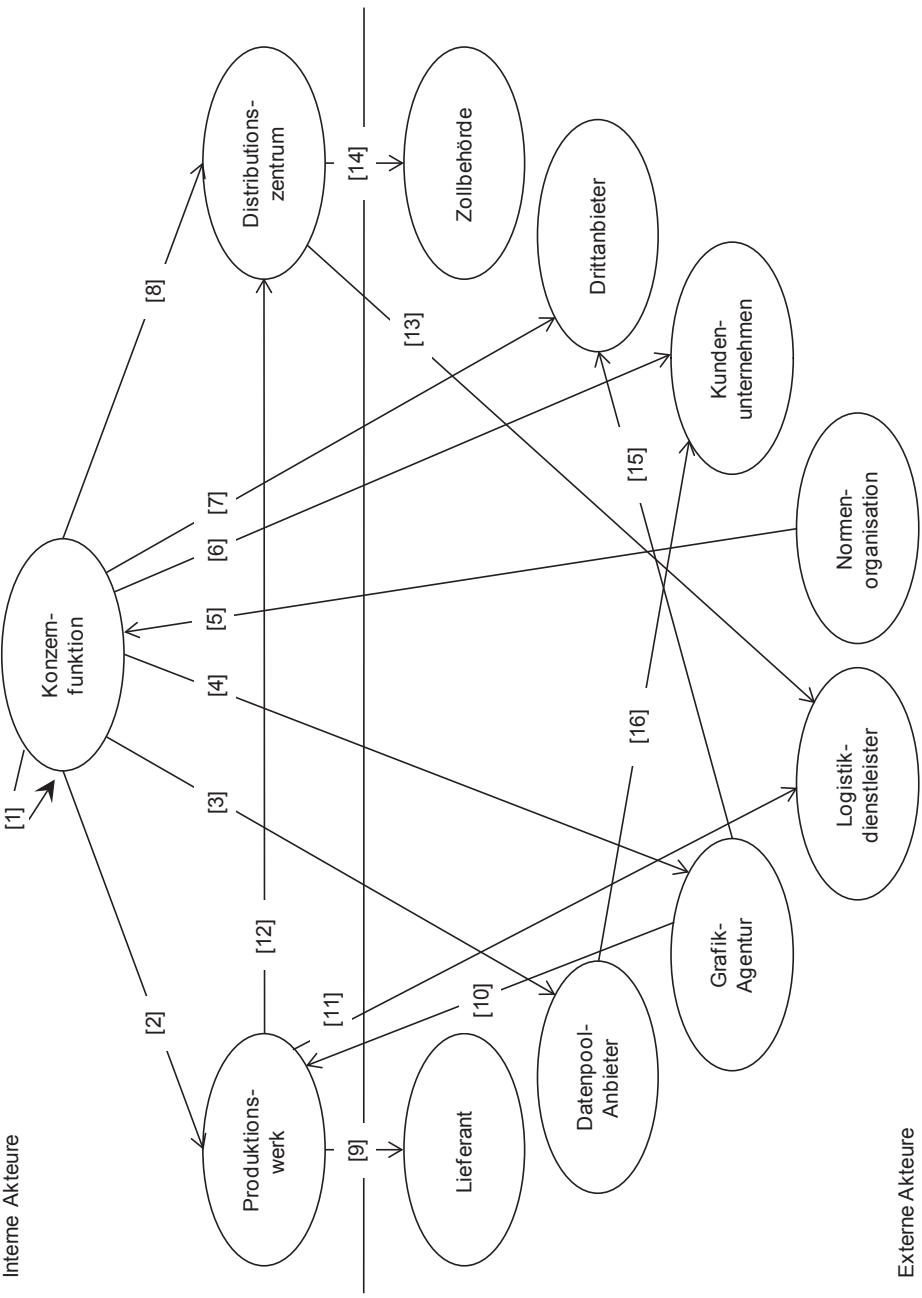 Interne Akteure
[1]
Konzern-
funktion
[2]
[8]
Produktions-
werk
[12]
Distributions-
zentrum
[3]
[4]
[5]
[6]
[7]
[11]
[9]
[13]
[14]
Lieferant
[10]
Zollbehörde
Datenpool-
Anbieter
[16]
[15]
Drittanbieter
Grafik-
Agentur
Kunden-
unternehmen
Logistik-
dienstleister
Normen-
organisation
Externe Akteure